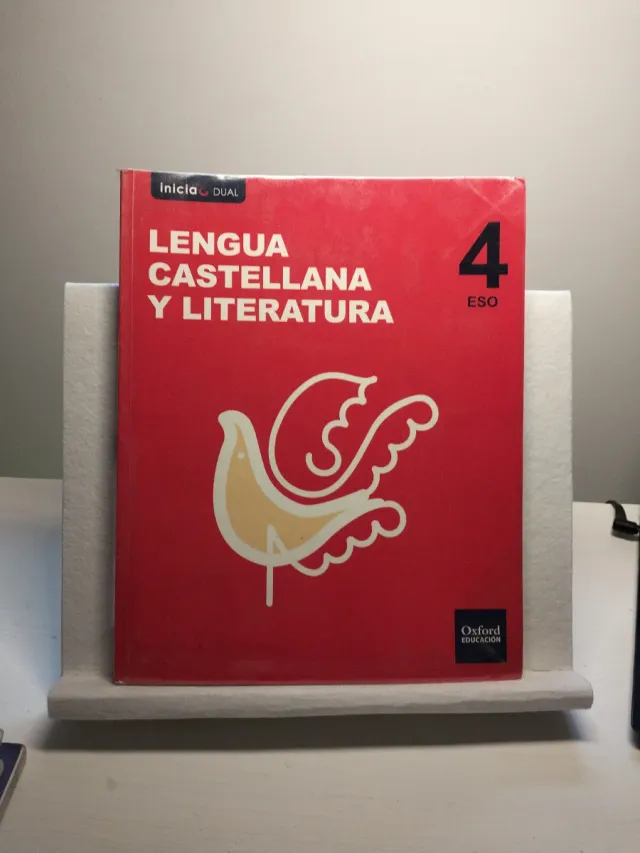 inicia DUAL
LENGUA
CASTELLANA
Y LITERATURA
4
ESO
Oxford
EDUCACIÓN